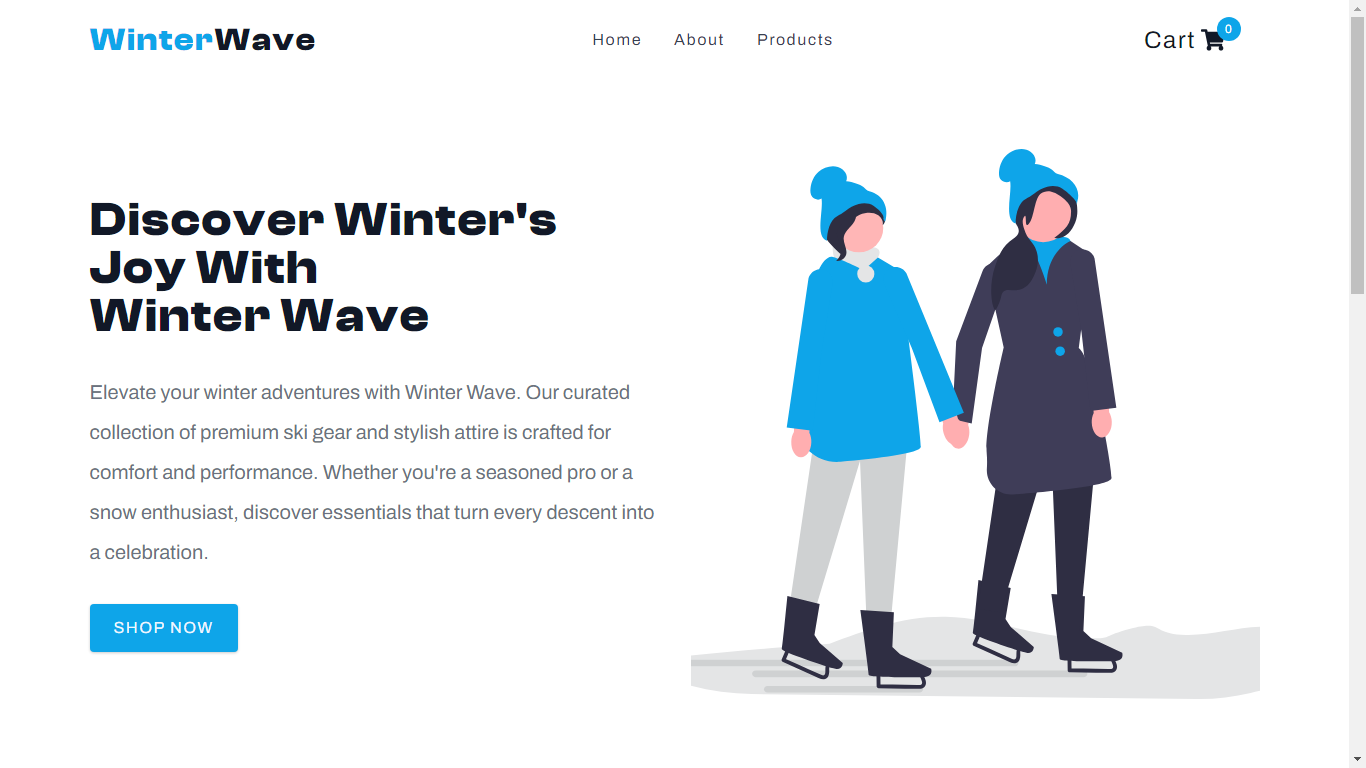 WinterWave
Home
About
Products
Cart
0
Discover Winter's
Joy With
Winter Wave
Elevate your winter adventures with Winter Wave. Our curated
collection of premium ski gear and stylish attire is crafted for
comfort and performance. Whether you're a seasoned pro or a
snow enthusiast, discover essentials that turn every descent into
a celebration.
SHOP NOW